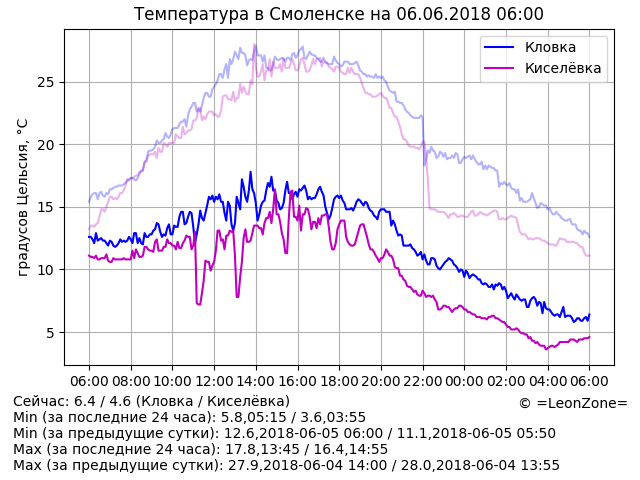 Температура в Смоленске на 06.06.2018 06:00
Кловка
Киселёвка
градусов Цельсия, °C
25
20
15
10
5
06:00 08:00 10:00 12:00 14:00 16:00 18:00 20:00 22:00 00:00 02:00 04:00 06:00
Сейчас: 6.4 / 4.6 (Кловка / Киселёвка)
© =LeonZone=
Min (за последние 24 часа): 5.8,05:15 / 3.6,03:55
Min (за предыдущие сутки): 12.6,2018-06-05 06:00 / 11.1,2018-06-05 05:50
Max (за последние 24 часа): 17.8,13:45 / 16.4,14:55
Max (за предыдущие сутки): 27.9,2018-06-04 14:00 / 28.0,2018-06-04 13:55